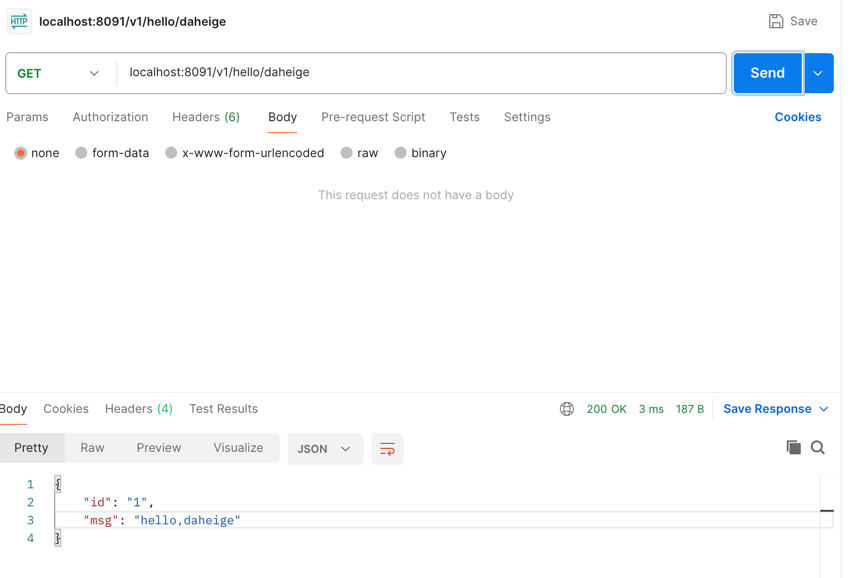 HTTP localhost:8091/v1/hello/daheige Save
GET localhost:8091/v1/hello/daheige Send
Params Authorization Headers (6) Body Pre-request Script Tests Settings Cookies
none form-data x-www-form-urlencoded raw binary
This request does not have a body
Body Cookies Headers (4) Test Results 200 OK 3 ms 187 B Save Response
Pretty Raw Preview Visualize JSON
1 {
2 "id": "1",
3 "msg": "hello,daheige"
4 }